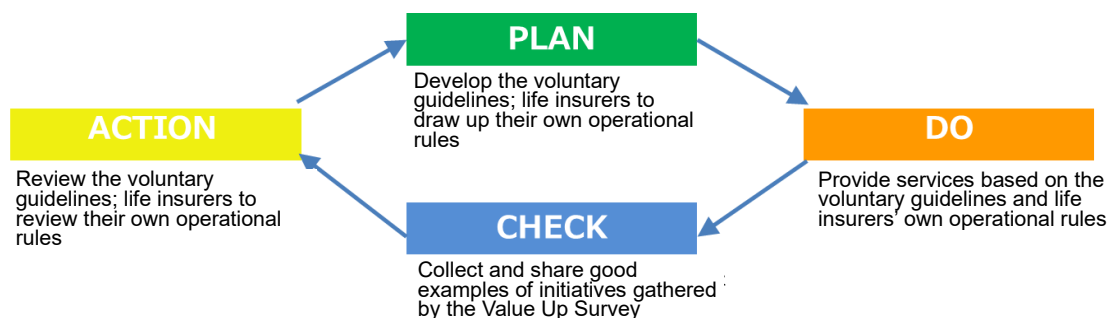 PLAN
Develop the voluntary
guidelines; life insurers to
draw up their own operational
rules
ACTION
Review the voluntary
guidelines; life insurers to
review their own operational
rules
DO
Provide services based on the
voluntary guidelines and life
insurers’ own operational rules
CHECK
Collect and share good
examples of initiatives gathered
by the Value Up Survey